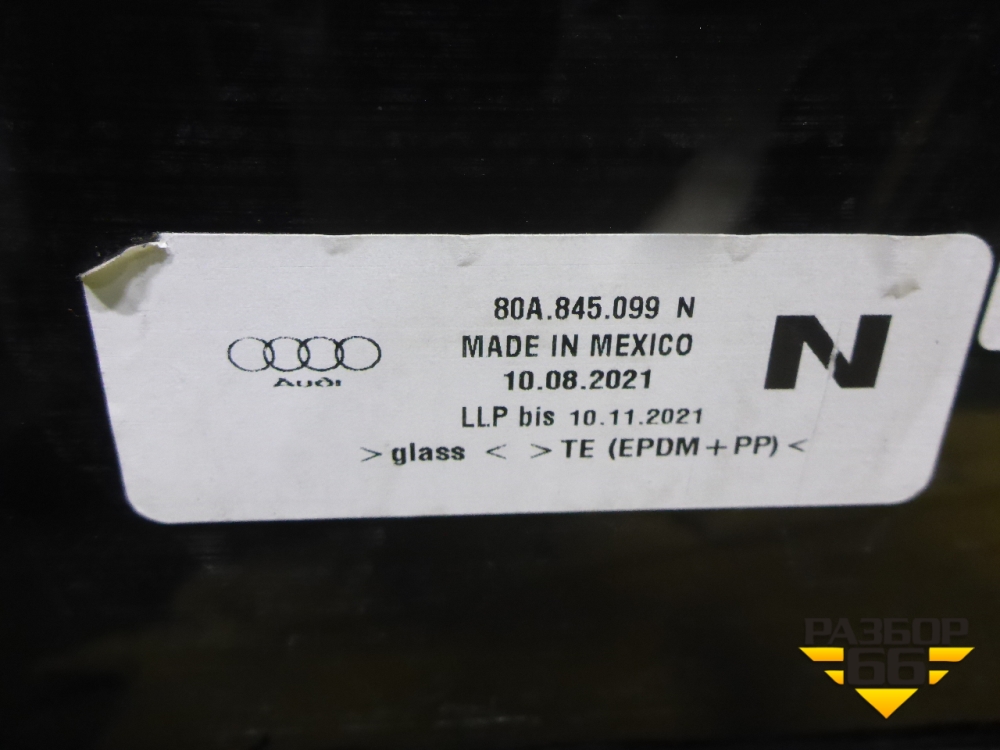 80A.845.099 N
MADE IN MEXICO
10.08.2021
LL.P bis 10.11.2021
>glass < >TE (EPDM+PP)<
Audi
N
РАЗБОР
66